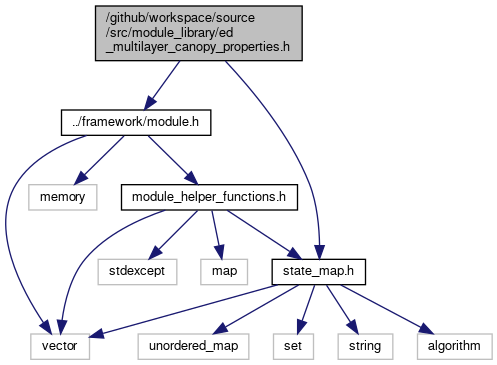 /github/workspace/source
/src/module_library/ed
_multilayer_canopy_properties.h
../framework/module.h
memory
module_helper_functions.h
stdexcept
map
state_map.h
vector
unordered_map
set
string
algorithm